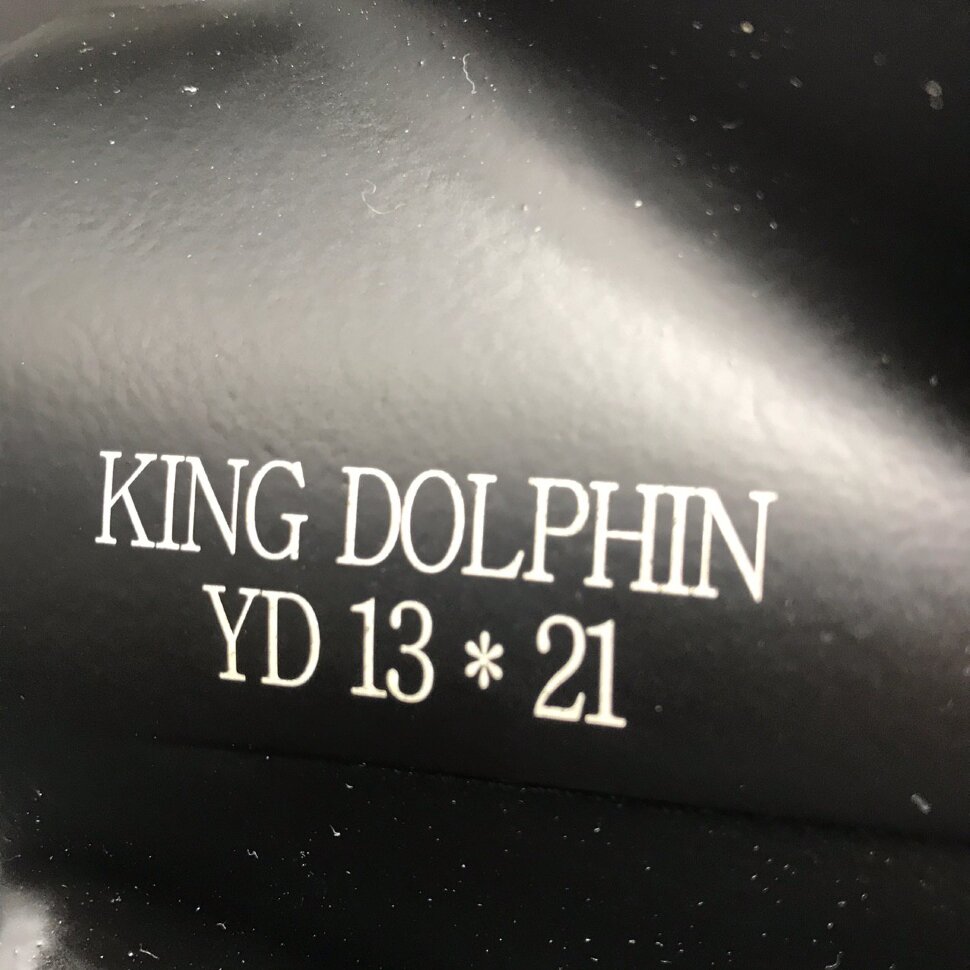 KING DOLPHIN
YD 13 * 21